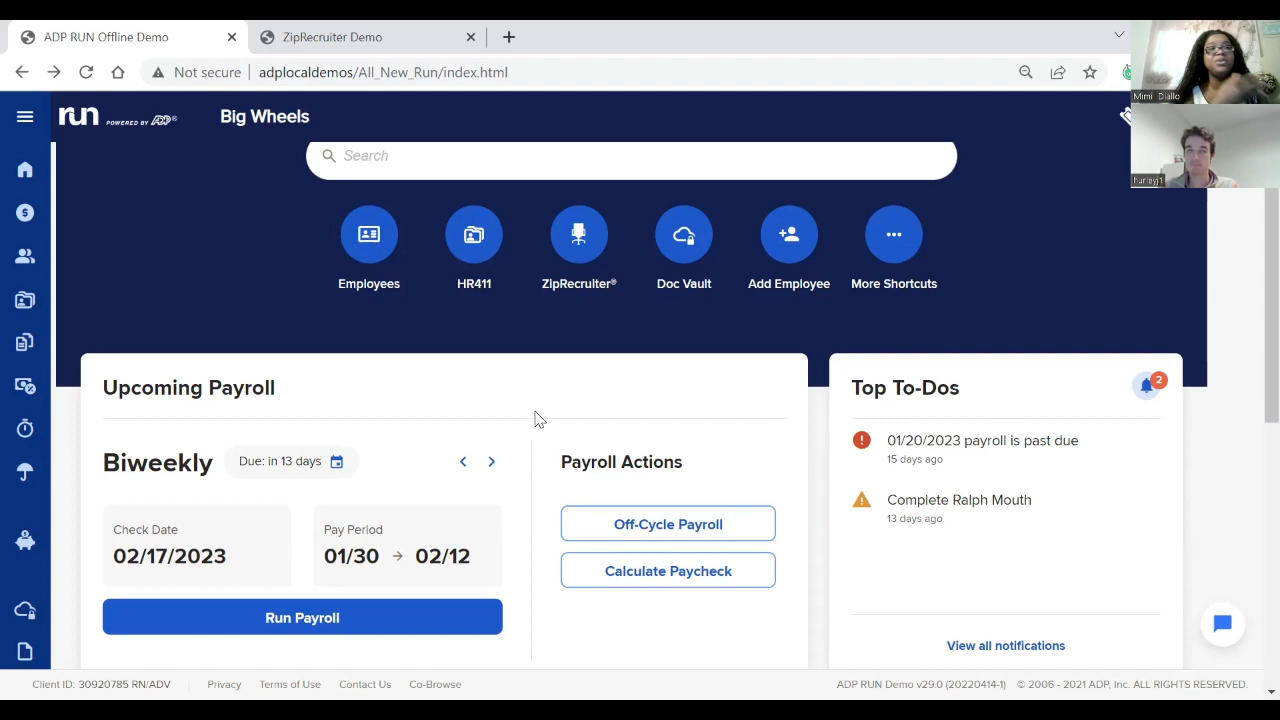 ADP RUN Offline Demo
ZipRecruiter Demo
Not secure
adplocaldemos/All_New_Run/index.html
run POWERED BY ADP®
Big Wheels
Mimi Diallo
hurleyj1
Search
Employees
HR411
ZipRecruiter®
Doc Vault
Add Employee
More Shortcuts
Upcoming Payroll
Top To-Dos
2
Biweekly
Due: in 13 days
Payroll Actions
01/20/2023 payroll is past due
15 days ago
Check Date
02/17/2023
Pay Period
01/30 → 02/12
Off-Cycle Payroll
Calculate Paycheck
Complete Ralph Mouth
13 days ago
Run Payroll
View all notifications
Client ID: 30920785 RN/ADV
Privacy
Terms of Use
Contact Us
Co-Browse
ADP RUN Demo v29.0 (20220414-1)
© 2006 - 2021 ADP, Inc. ALL RIGHTS RESERVED.